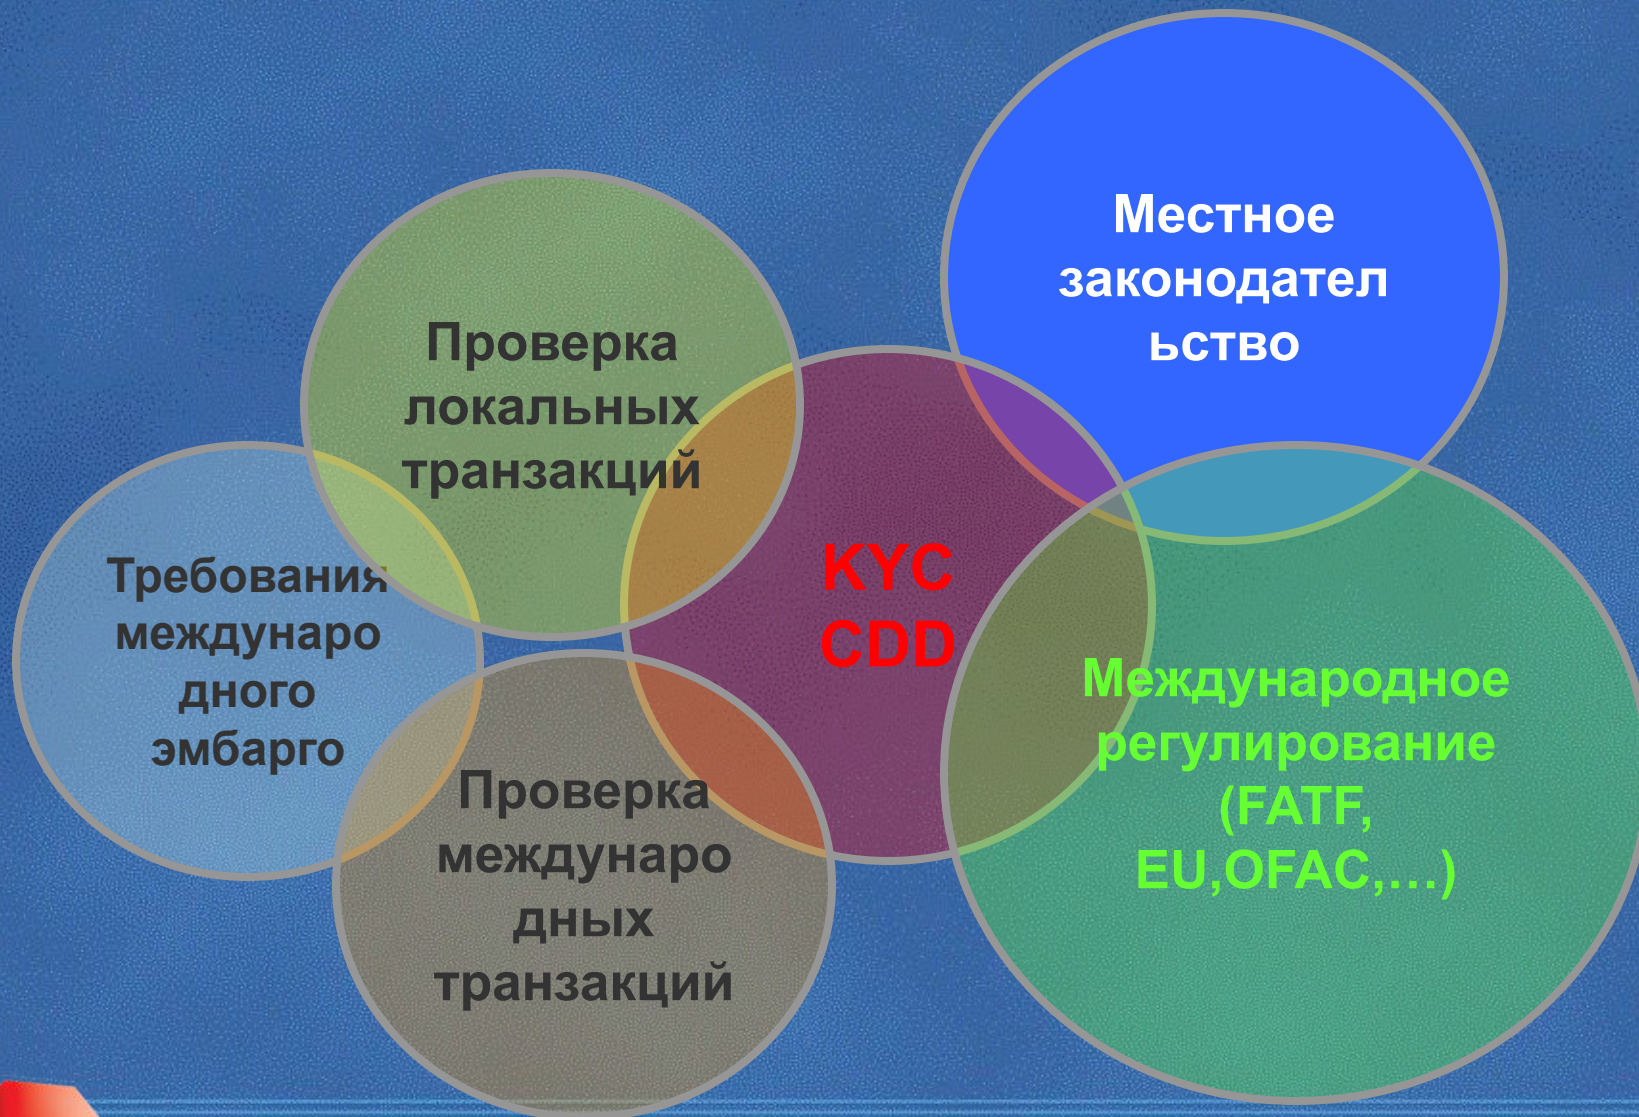 Местное
законодател
ьство
Проверка
локальных
транзакций
KYC
CDD
Требования
междунаро
дного
эмбарго
Международное
регулирование
(FATF,
EU,OFAC,...)
Проверка
междунаро
дных
транзакций